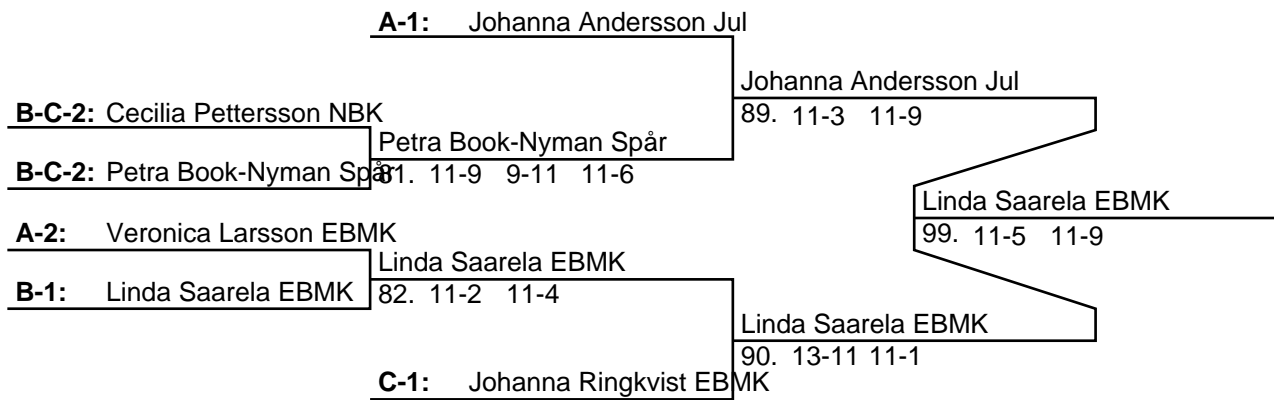 A-1: Johanna Andersson Jul
Johanna Andersson Jul
89. 11-3 11-9
B-C-2: Cecilia Pettersson NBK
Petra Book-Nyman Spår
B-C-2: Petra Book-Nyman Spår
81. 11-9 9-11 11-6
Linda Saarela EBMK
99. 11-5 11-9
A-2: Veronica Larsson EBMK
Linda Saarela EBMK
B-1: Linda Saarela EBMK
82. 11-2 11-4
Linda Saarela EBMK
90. 13-11 11-1
C-1: Johanna Ringkvist EBMK